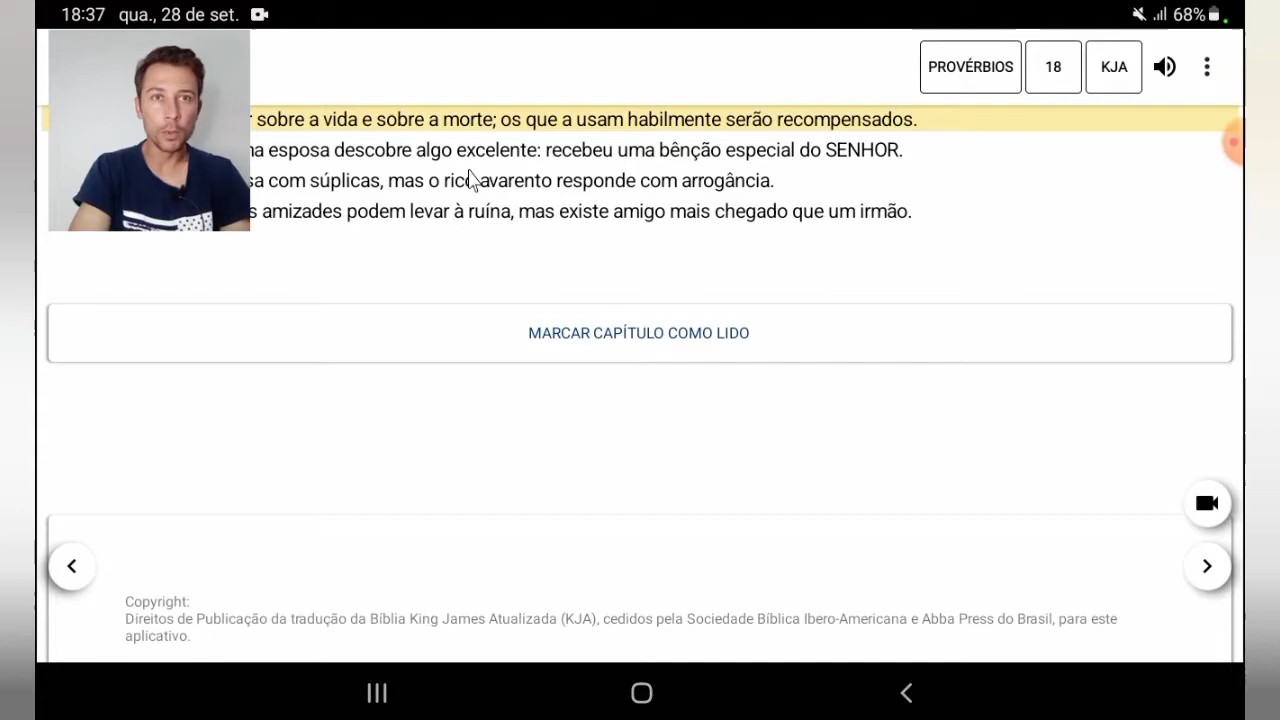 18:37 qua., 28 de set. 68%
PROVÉRBIOS 18 KJA
sobre a vida e sobre a morte; os que a usam habilmente serão recompensados.
esposa descobre algo excelente: recebeu uma bênção especial do SENHOR.
com súplicas, mas o rico avarento responde com arrogância.
amizades podem levar à ruína, mas existe amigo mais chegado que um irmão.
MARCAR CAPÍTULO COMO LIDO
Copyright:
Direitos de Publicação da tradução da Bíblia King James Atualizada (KJA), cedidos pela Sociedade Bíblica Ibero-Americana e Abba Press do Brasil, para este
aplicativo.